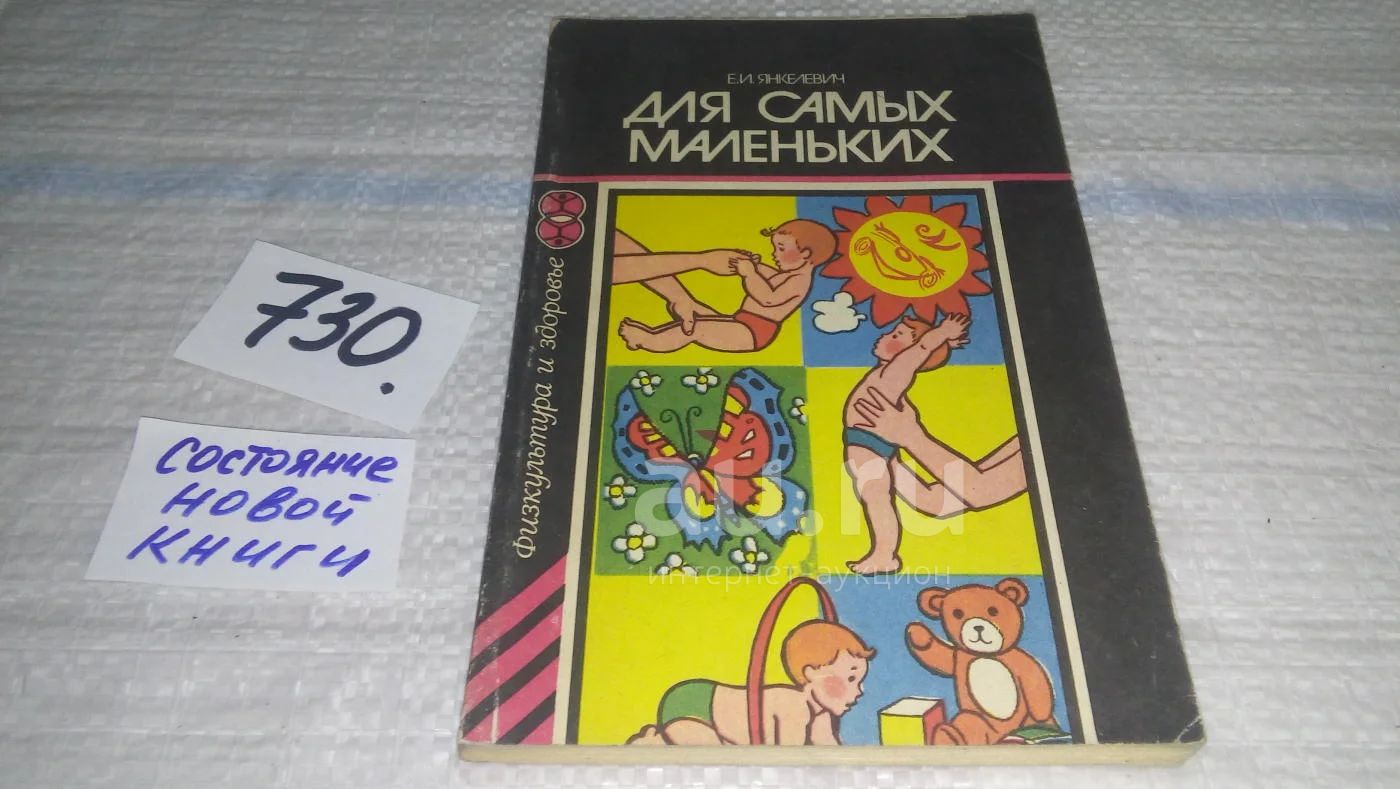 Е.И. ЯНКЕЛЕВИЧ
ДЛЯ САМЫХ
МАЛЕНЬКИХ
Физкультура и здоровье
730.
состояние
новой
книги
au.ru
интернет-аукцион